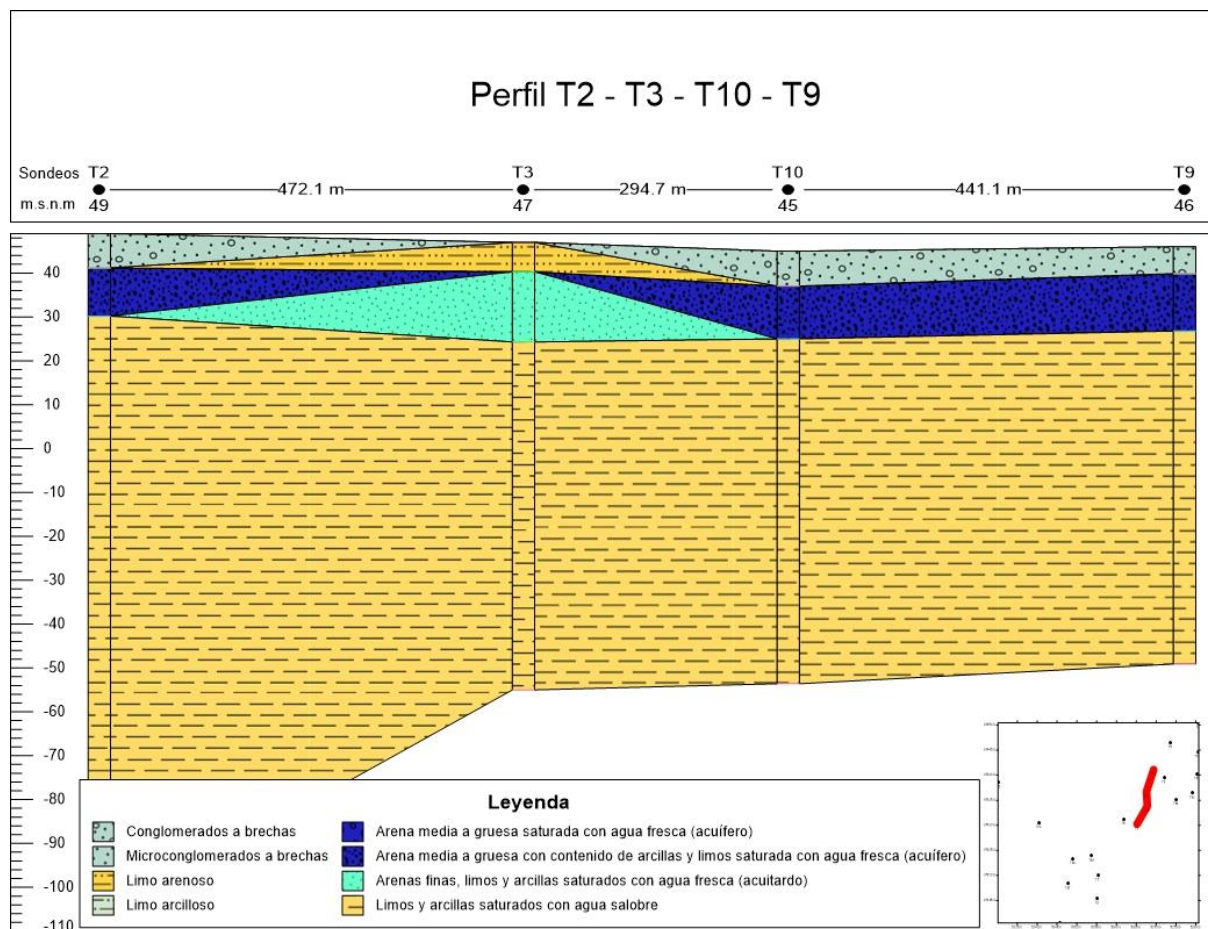 Perfil T2 - T3 - T10 - T9
Sondeos T2 T3 T10 T9
472.1 m 294.7 m 441.1 m
m.s.n.m 49 47 45 46
40
30
20
10
0
-10
-20
-30
-40
-50
-60
-70
-80
-90
-100
-110
Leyenda
Conglomerados a brechas
Microconglomerados a brechas
Limo arenoso
Limo arcilloso
Arena media a gruesa saturada con agua fresca (acuífero)
Arena media a gruesa con contenido de arcillas y limos saturada con agua fresca (acuífero)
Arenas finas, limos y arcillas saturados con agua fresca (acuitardo)
Limos y arcillas saturados con agua salobre